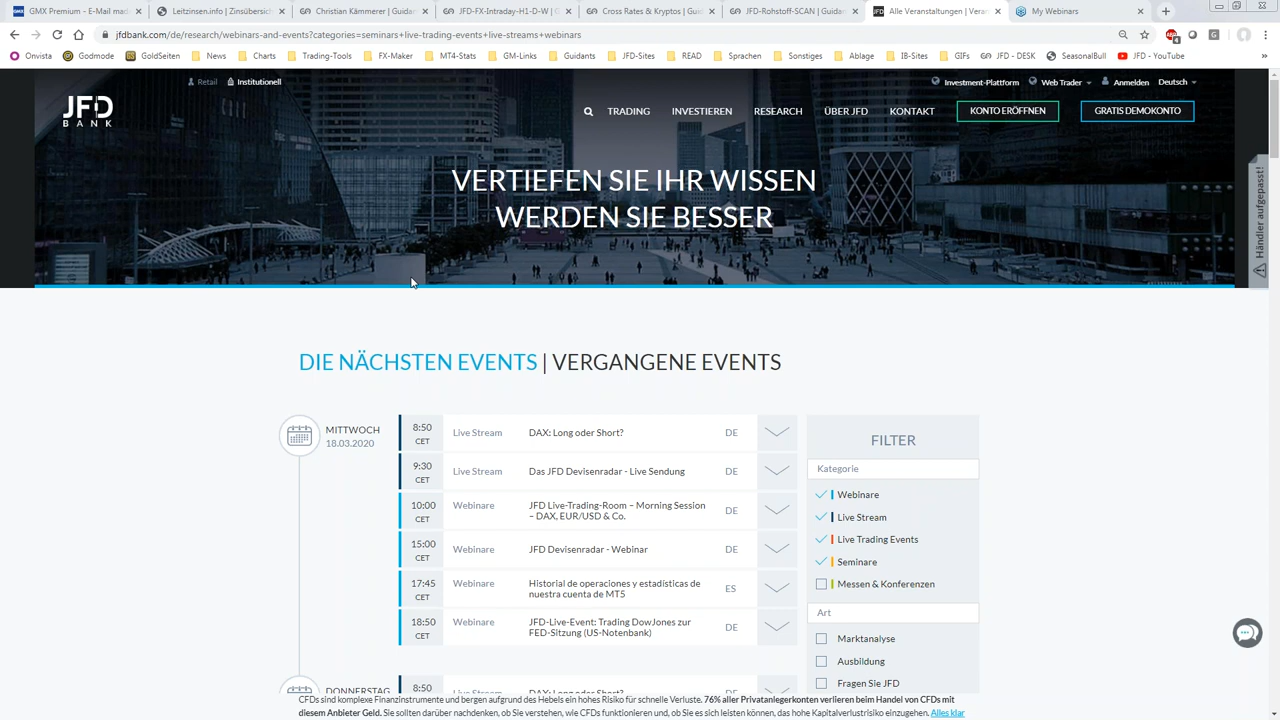 GMX Premium - E-Mail mad
Leitzinsen.info | Zinsübersich
Christian Kämmerer | Guidan
JFD-FX-Intraday-H1-D-W | G
Cross Rates & Kryptos | Guid
JFD-Rohstoff-SCAN | Guidan
Alle Veranstaltungen | Veran
My Webinars
jfdbank.com/de/research/webinars-and-events?categories=seminars+live-trading-events+live-streams+webinars
Onvista
Godmode
GoldSeiten
News
Charts
Trading-Tools
FX-Maker
MT4-Stats
GM-Links
Guidants
JFD-Sites
READ
Sprachen
Sonstiges
Ablage
IB-Sites
GIFs
JFD - DESK
SeasonalBull
JFD - YouTube
Retail
Institutionell
Investment-Plattform
Web Trader
Anmelden
Deutsch
JFD
BANK
TRADING
INVESTIEREN
RESEARCH
ÜBER JFD
KONTAKT
KONTO ERÖFFNEN
GRATIS DEMOKONTO
VERTIEFEN SIE IHR WISSEN
WERDEN SIE BESSER
Händler aufgepasst!
DIE NÄCHSTEN EVENTS | VERGANGENE EVENTS
MITTWOCH
18.03.2020
8:50
CET
Live Stream
DAX: Long oder Short?
DE
9:30
CET
Live Stream
Das JFD Devisenradar - Live Sendung
DE
10:00
CET
Webinare
JFD Live-Trading-Room – Morning Session
– DAX, EUR/USD & Co.
DE
15:00
CET
Webinare
JFD Devisenradar - Webinar
DE
17:45
CET
Webinare
Historial de operaciones y estadísticas de
nuestra cuenta de MT5
ES
18:50
CET
Webinare
JFD-Live-Event: Trading DowJones zur
FED-Sitzung (US-Notenbank)
DE
DONNERSTAG
8:50
Live Stream
DAX: Long oder Short?
DE
FILTER
Kategorie
Webinare
Live Stream
Live Trading Events
Seminare
Messen & Konferenzen
Art
Marktanalyse
Ausbildung
Fragen Sie JFD
CFDs sind komplexe Finanzinstrumente und bergen aufgrund des Hebels ein hohes Risiko für schnelle Verluste. 76% aller Privatanlegerkonten verlieren beim Handel von CFDs mit
diesem Anbieter Geld. Sie sollten darüber nachdenken, ob Sie verstehen, wie CFDs funktionieren und, ob Sie es sich leisten können, das hohe Kapitalverlustrisiko einzugehen. Alles klar